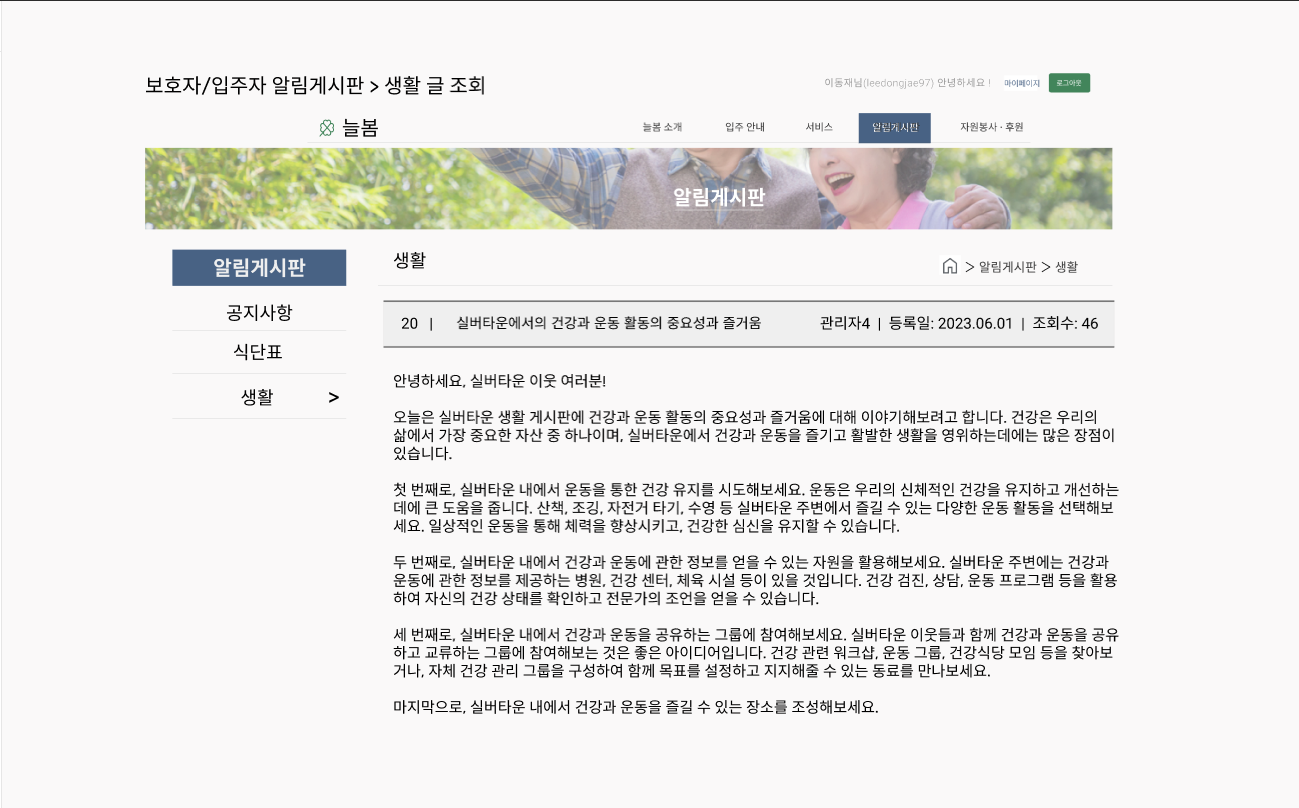 보호자/입주자 알림게시판 > 생활 글 조회
이동재님(leedongjae97) 안녕하세요 !
마이페이지
로그아웃
늘봄
늘봄 소개
입주 안내
서비스
알림게시판
자원봉사 · 후원
알림게시판
알림게시판
공지사항
식단표
생활 >
생활
> 알림게시판 > 생활
20 | 실버타운에서의 건강과 운동 활동의 중요성과 즐거움 관리자4 | 등록일: 2023.06.01 | 조회수: 46
안녕하세요, 실버타운 이웃 여러분!
오늘은 실버타운 생활 게시판에 건강과 운동 활동의 중요성과 즐거움에 대해 이야기해보려고 합니다. 건강은 우리의
삶에서 가장 중요한 자산 중 하나이며, 실버타운에서 건강과 운동을 즐기고 활발한 생활을 영위하는데에는 많은 장점이
있습니다.
첫 번째로, 실버타운 내에서 운동을 통한 건강 유지를 시도해보세요. 운동은 우리의 신체적인 건강을 유지하고 개선하는
데에 큰 도움을 줍니다. 산책, 조깅, 자전거 타기, 수영 등 실버타운 주변에서 즐길 수 있는 다양한 운동 활동을 선택해보
세요. 일상적인 운동을 통해 체력을 향상시키고, 건강한 심신을 유지할 수 있습니다.
두 번째로, 실버타운 내에서 건강과 운동에 관한 정보를 얻을 수 있는 자원을 활용해보세요. 실버타운 주변에는 건강과
운동에 관한 정보를 제공하는 병원, 건강 센터, 체육 시설 등이 있을 것입니다. 건강 검진, 상담, 운동 프로그램 등을 활용
하여 자신의 건강 상태를 확인하고 전문가의 조언을 얻을 수 있습니다.
세 번째로, 실버타운 내에서 건강과 운동을 공유하는 그룹에 참여해보세요. 실버타운 이웃들과 함께 건강과 운동을 공유
하고 교류하는 그룹에 참여해보는 것은 좋은 아이디어입니다. 건강 관련 워크샵, 운동 그룹, 건강식당 모임 등을 찾아보
거나, 자체 건강 관리 그룹을 구성하여 함께 목표를 설정하고 지지해줄 수 있는 동료를 만나보세요.
마지막으로, 실버타운 내에서 건강과 운동을 즐길 수 있는 장소를 조성해보세요.